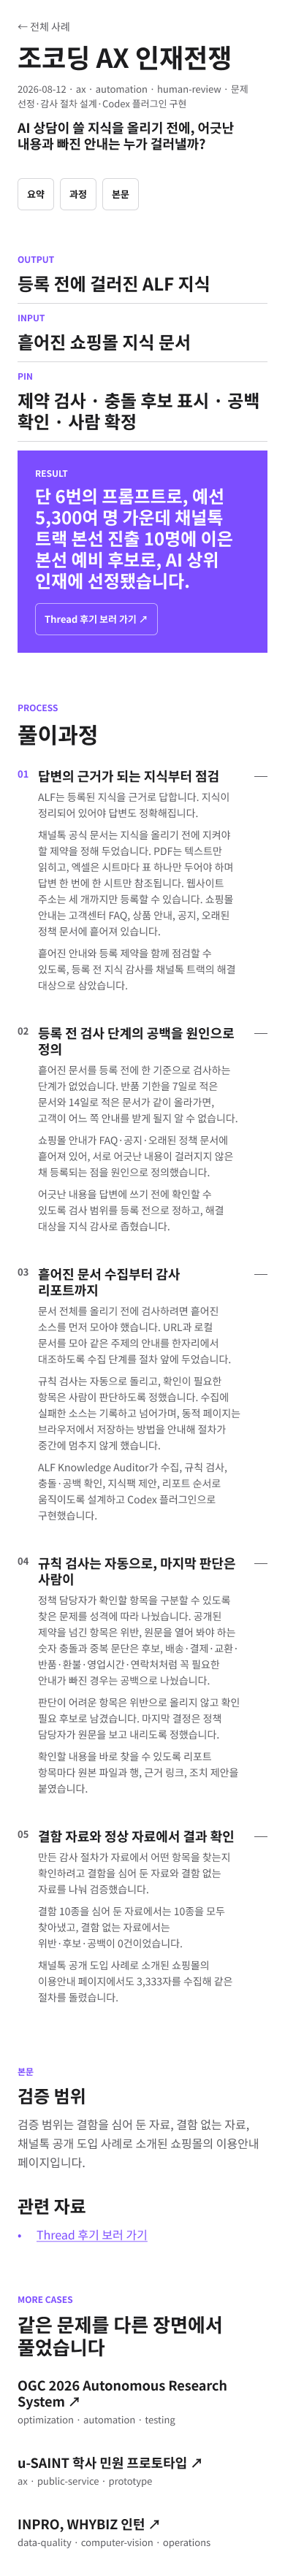 ← 전체 사례
조코딩 AX 인재전쟁
2026-08-12 · ax · automation · human-review · 문제
선정·감사 절차 설계·Codex 플러그인 구현
AI 상담이 쓸 지식을 올리기 전에, 어긋난
내용과 빠진 안내는 누가 걸러낼까?
요약 과정 본문
OUTPUT
등록 전에 걸러진 ALF 지식
INPUT
흩어진 쇼핑몰 지식 문서
PIN
제약 검사 · 충돌 후보 표시 · 공백
확인 · 사람 확정
RESULT
단 6번의 프롬프트로, 예선
5,300여 명 가운데 채널톡
트랙 본선 진출 10명에 이은
본선 예비 후보로, AI 상위
인재에 선정됐습니다.
Thread 후기 보러 가기 ↗
PROCESS
풀이과정
01 답변의 근거가 되는 지식부터 점검
ALF는 등록된 지식을 근거로 답합니다. 지식이
정리되어 있어야 답변도 정확해집니다.
채널톡 공식 문서는 지식을 올리기 전에 지켜야
할 제약을 정해 두었습니다. PDF는 텍스트만
읽히고, 엑셀은 시트마다 표 하나만 두어야 하며
답변 한 번에 한 시트만 참조됩니다. 웹사이트
주소는 세 개까지만 등록할 수 있습니다. 쇼핑몰
안내는 고객센터 FAQ, 상품 안내, 공지, 오래된
정책 문서에 흩어져 있습니다.
흩어진 안내와 등록 제약을 함께 점검할 수
있도록, 등록 전 지식 감사를 채널톡 트랙의 해결
대상으로 삼았습니다.
02 등록 전 검사 단계의 공백을 원인으로
정의
흩어진 문서를 등록 전에 한 기준으로 검사하는
단계가 없었습니다. 반품 기한을 7일로 적은
문서와 14일로 적은 문서가 같이 올라가면,
고객이 어느 쪽 안내를 받게 될지 알 수 없습니다.
쇼핑몰 안내가 FAQ·공지·오래된 정책 문서에
흩어져 있어, 서로 어긋난 내용이 걸러지지 않은
채 등록되는 점을 원인으로 정의했습니다.
어긋난 내용을 답변에 쓰기 전에 확인할 수
있도록 검사 범위를 등록 전으로 정하고, 해결
대상을 지식 감사로 좁혔습니다.
03 흩어진 문서 수집부터 감사
리포트까지
문서 전체를 올리기 전에 검사하려면 흩어진
소스를 먼저 모아야 했습니다. URL과 로컬
문서를 모아 같은 주제의 안내를 한자리에서
대조하도록 수집 단계를 절차 앞에 두었습니다.
규칙 검사는 자동으로 돌리고, 확인이 필요한
항목은 사람이 판단하도록 정했습니다. 수집에
실패한 소스는 기록하고 넘어가며, 동적 페이지는
브라우저에서 저장하는 방법을 안내해 절차가
중간에 멈추지 않게 했습니다.
ALF Knowledge Auditor가 수집, 규칙 검사,
충돌·공백 확인, 지식팩 제안, 리포트 순서로
움직이도록 설계하고 Codex 플러그인으로
구현했습니다.
04 규칙 검사는 자동으로, 마지막 판단은
사람이
정책 담당자가 확인할 항목을 구분할 수 있도록
찾은 문제를 성격에 따라 나눴습니다. 공개된
제약을 넘긴 항목은 위반, 원문을 열어 봐야 하는
숫자 충돌과 중복 문단은 후보, 배송·결제·교환·
반품·환불·영업시간·연락처처럼 꼭 필요한
안내가 빠진 경우는 공백으로 나눴습니다.
판단이 어려운 항목은 위반으로 올리지 않고 확인
필요 후보로 남겼습니다. 마지막 결정은 정책
담당자가 원문을 보고 내리도록 정했습니다.
확인할 내용을 바로 찾을 수 있도록 리포트
항목마다 원본 파일과 행, 근거 링크, 조치 제안을
붙였습니다.
05 결함 자료와 정상 자료에서 결과 확인
만든 감사 절차가 자료에서 어떤 항목을 찾는지
확인하려고 결함을 심어 둔 자료와 결함 없는
자료를 나눠 검증했습니다.
결함 10종을 심어 둔 자료에서는 10종을 모두
찾아냈고, 결함 없는 자료에서는
위반·후보·공백이 0건이었습니다.
채널톡 공개 도입 사례로 소개된 쇼핑몰의
이용안내 페이지에서도 3,333자를 수집해 같은
절차를 돌렸습니다.
본문
검증 범위
검증 범위는 결함을 심어 둔 자료, 결함 없는 자료,
채널톡 공개 도입 사례로 소개된 쇼핑몰의 이용안내
페이지입니다.
관련 자료
• Thread 후기 보러 가기
MORE CASES
같은 문제를 다른 장면에서
풀었습니다
OGC 2026 Autonomous Research
System ↗
optimization · automation · testing
u-SAINT 학사 민원 프로토타입 ↗
ax · public-service · prototype
INPRO, WHYBIZ 인턴 ↗
data-quality · computer-vision · operations